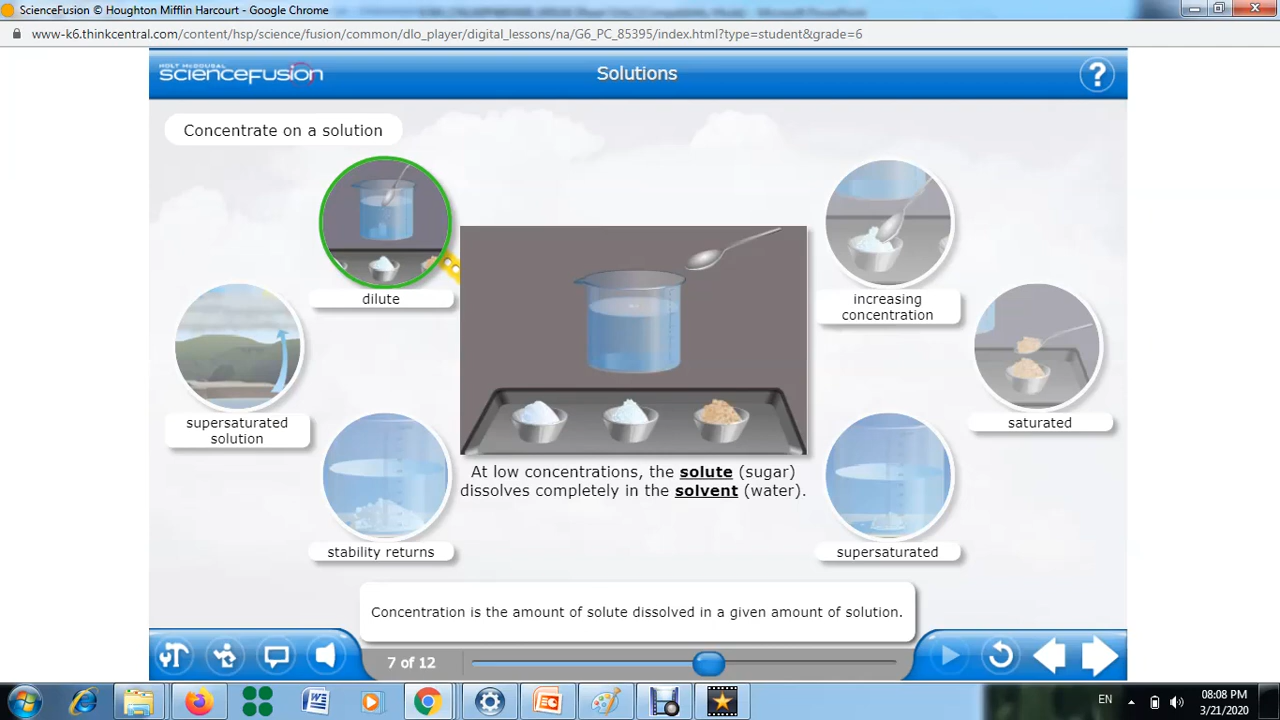 ScienceFusion © Houghton Mifflin Harcourt - Google Chrome
www-k6.thinkcentral.com/content/hsp/science/fusion/common/dlo_player/digital_lessons/na/G6_PC_85395/index.html?type=student&grade=6
HOLT McDOUGAL
SCIENCEFUSION
Solutions
?
Concentrate on a solution
dilute
increasing
concentration
supersaturated
solution
saturated
At low concentrations, the solute (sugar)
dissolves completely in the solvent (water).
stability returns
supersaturated
Concentration is the amount of solute dissolved in a given amount of solution.
7 of 12
EN
08:08 PM
3/21/2020